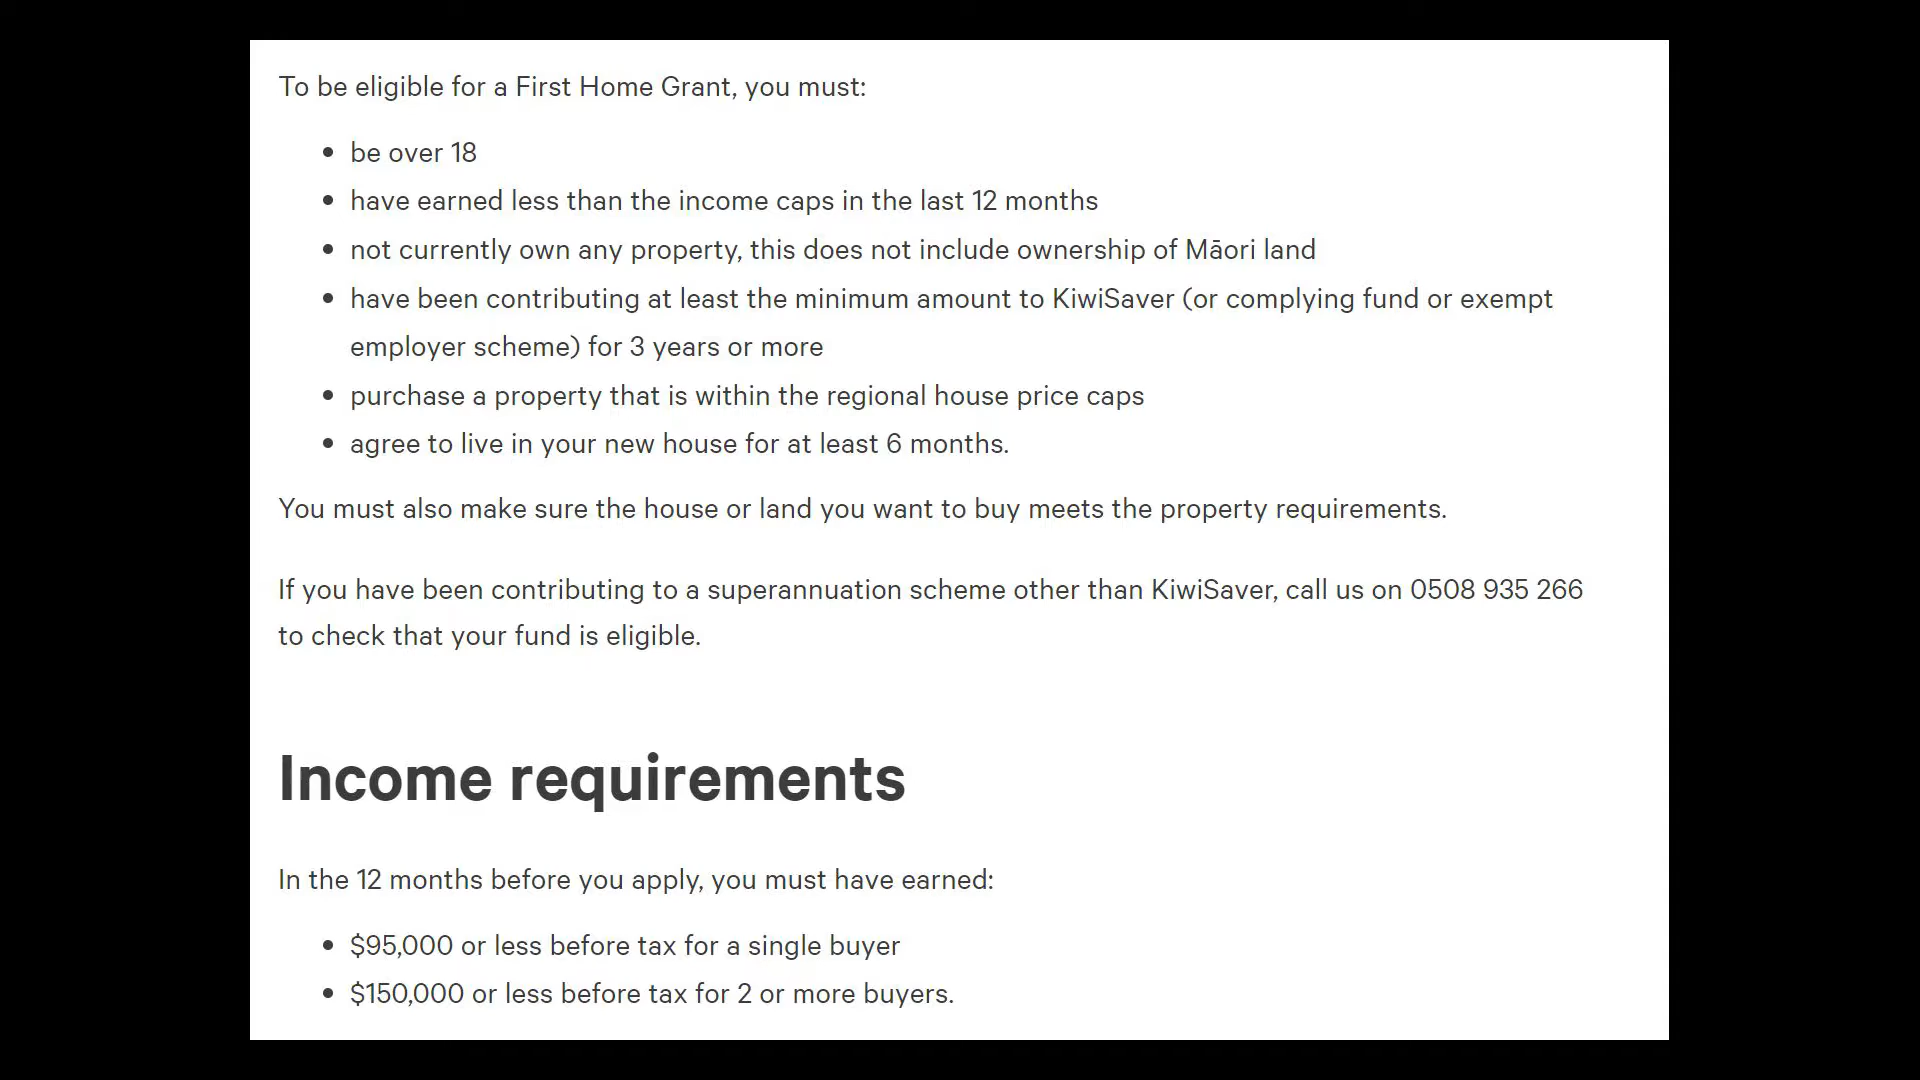 To be eligible for a First Home Grant, you must:
• be over 18
• have earned less than the income caps in the last 12 months
• not currently own any property, this does not include ownership of Māori land
• have been contributing at least the minimum amount to KiwiSaver (or complying fund or exempt
employer scheme) for 3 years or more
• purchase a property that is within the regional house price caps
• agree to live in your new house for at least 6 months.
You must also make sure the house or land you want to buy meets the property requirements.
If you have been contributing to a superannuation scheme other than KiwiSaver, call us on 0508 935 266
to check that your fund is eligible.
Income requirements
In the 12 months before you apply, you must have earned:
• $95,000 or less before tax for a single buyer
• $150,000 or less before tax for 2 or more buyers.